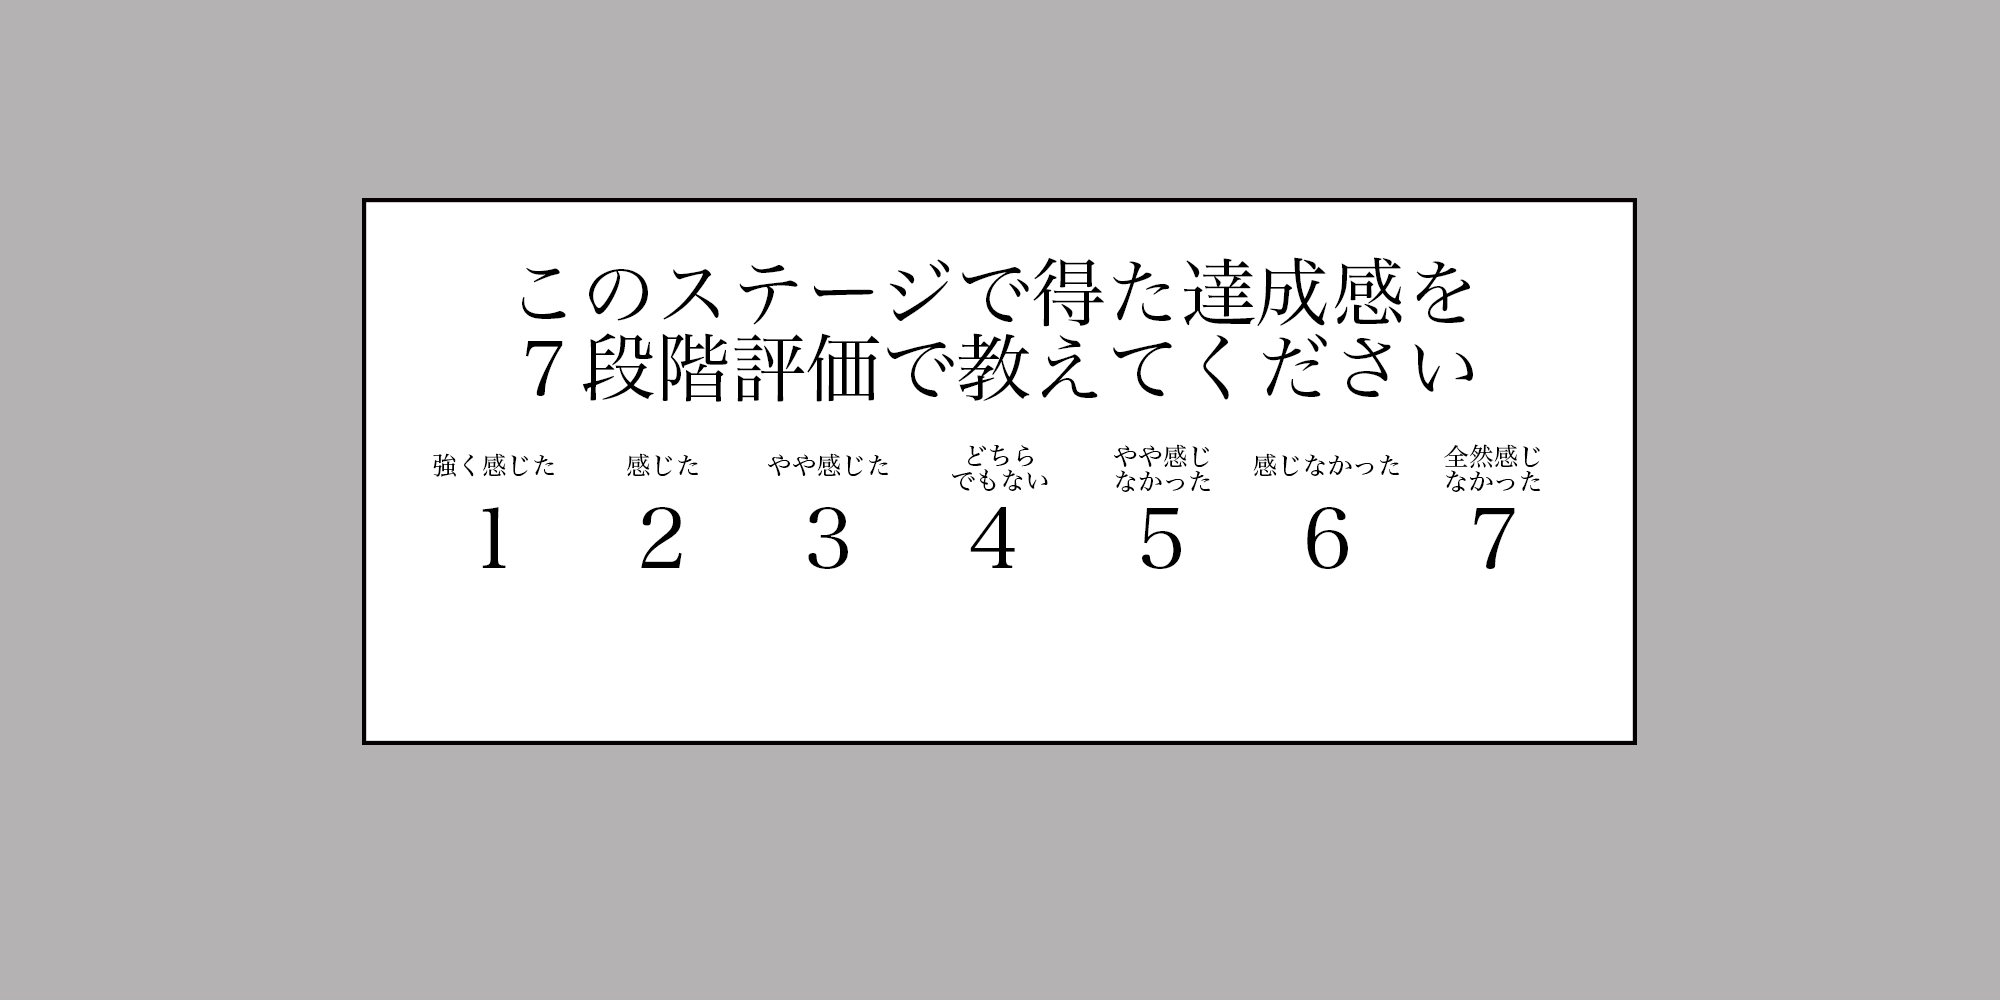 このステージで得た達成感を
７段階評価で教えてください
強く感じた
感じた
やや感じた
どちら
でもない
やや感じ
なかった
感じなかった
全然感じ
なかった
1 2 3 4 5 6 7